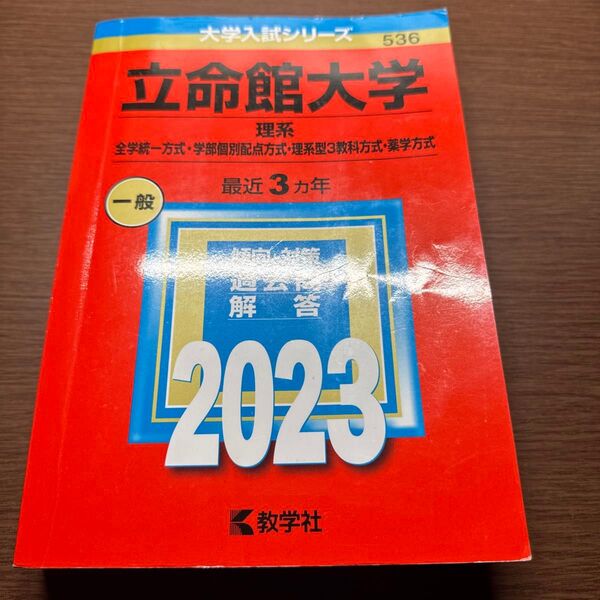 大学入試シリーズ
536
立命館大学
理系
全学統一方式・学部個別配点方式・理系型3教科方式・薬学方式
最近3カ年
一般
傾向と対策
過去問
解答
2023
教学社